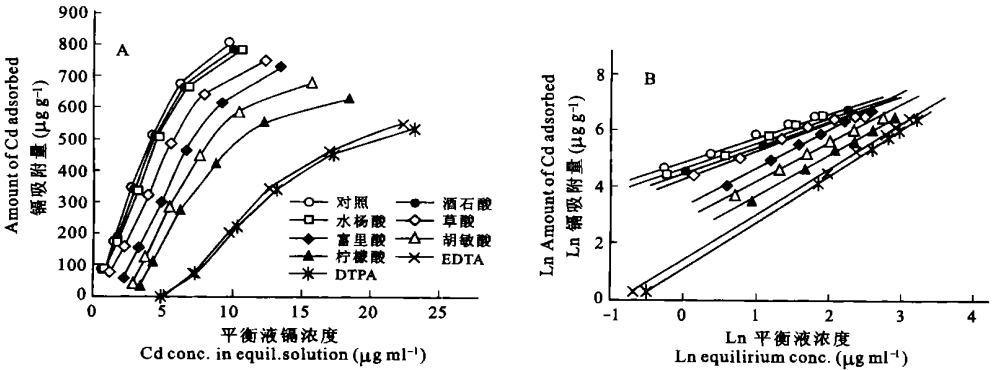 A
Amount of Cd adsorbed
镉吸附量 (μg g⁻¹)
800
700
600
500
400
300
200
100
0
0
5
10
15
20
25
对照
酒石酸
水杨酸
草酸
富里酸
胡敏酸
柠檬酸
EDTA
DTPA
平衡液镉浓度
Cd conc. in equil.solution (μg ml⁻¹)
B
Ln Amount of Cd adsorbed
Ln 镉吸附量 (μg g⁻¹)
8
6
4
2
0
-1
0
1
2
3
4
Ln 平衡液浓度
Ln equilirium conc. (μg ml⁻¹)